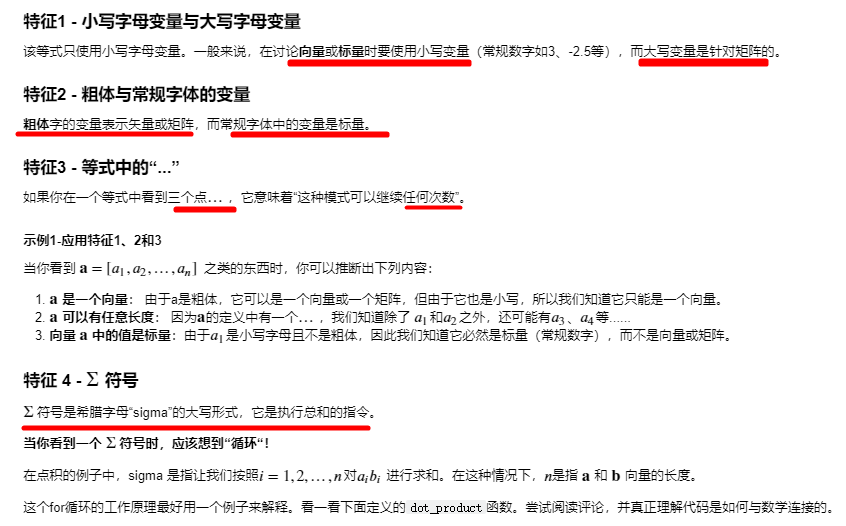 特征1 - 小写字母变量与大写字母变量
该等式只使用小写字母变量。一般来说，在讨论向量或标量时要使用小写变量（常规数字如3、-2.5等），而大写变量是针对矩阵的。
特征2 - 粗体与常规字体的变量
粗体字的变量表示矢量或矩阵，而常规字体中的变量是标量。
特征3 - 等式中的“...”
如果你在一个等式中看到三个点… ，它意味着“这种模式可以继续任何次数”。
示例1-应用特征1、2和3
当你看到 a = [a₁, a₂, …, aₙ] 之类的东西时，你可以推断出下列内容：
1. a 是一个向量： 由于a是粗体，它可以是一个向量或一个矩阵，但由于它也是小写，所以我们知道它只能是一个向量。
2. a 可以有任意长度： 因为a的定义中有一个… ，我们知道除了 a₁ 和a₂ 之外，还可能有a₃ 、a₄ 等……
3. 向量 a 中的值是标量：由于a₁ 是小写字母且不是粗体，因此我们知道它必然是标量（常规数字），而不是向量或矩阵。
特征 4 - Σ 符号
Σ 符号是希腊字母“sigma”的大写形式，它是执行总和的指令。
当你看到一个 Σ 符号时，应该想到“循环“！
在点积的例子中，sigma 是指让我们按照i = 1, 2, …, n 对aᵢbᵢ 进行求和。在这种情况下，n是指 a 和 b 向量的长度。
这个for循环的工作原理最好用一个例子来解释。看一看下面定义的 dot_product 函数。尝试阅读评论，并真正理解代码是如何与数学连接的。